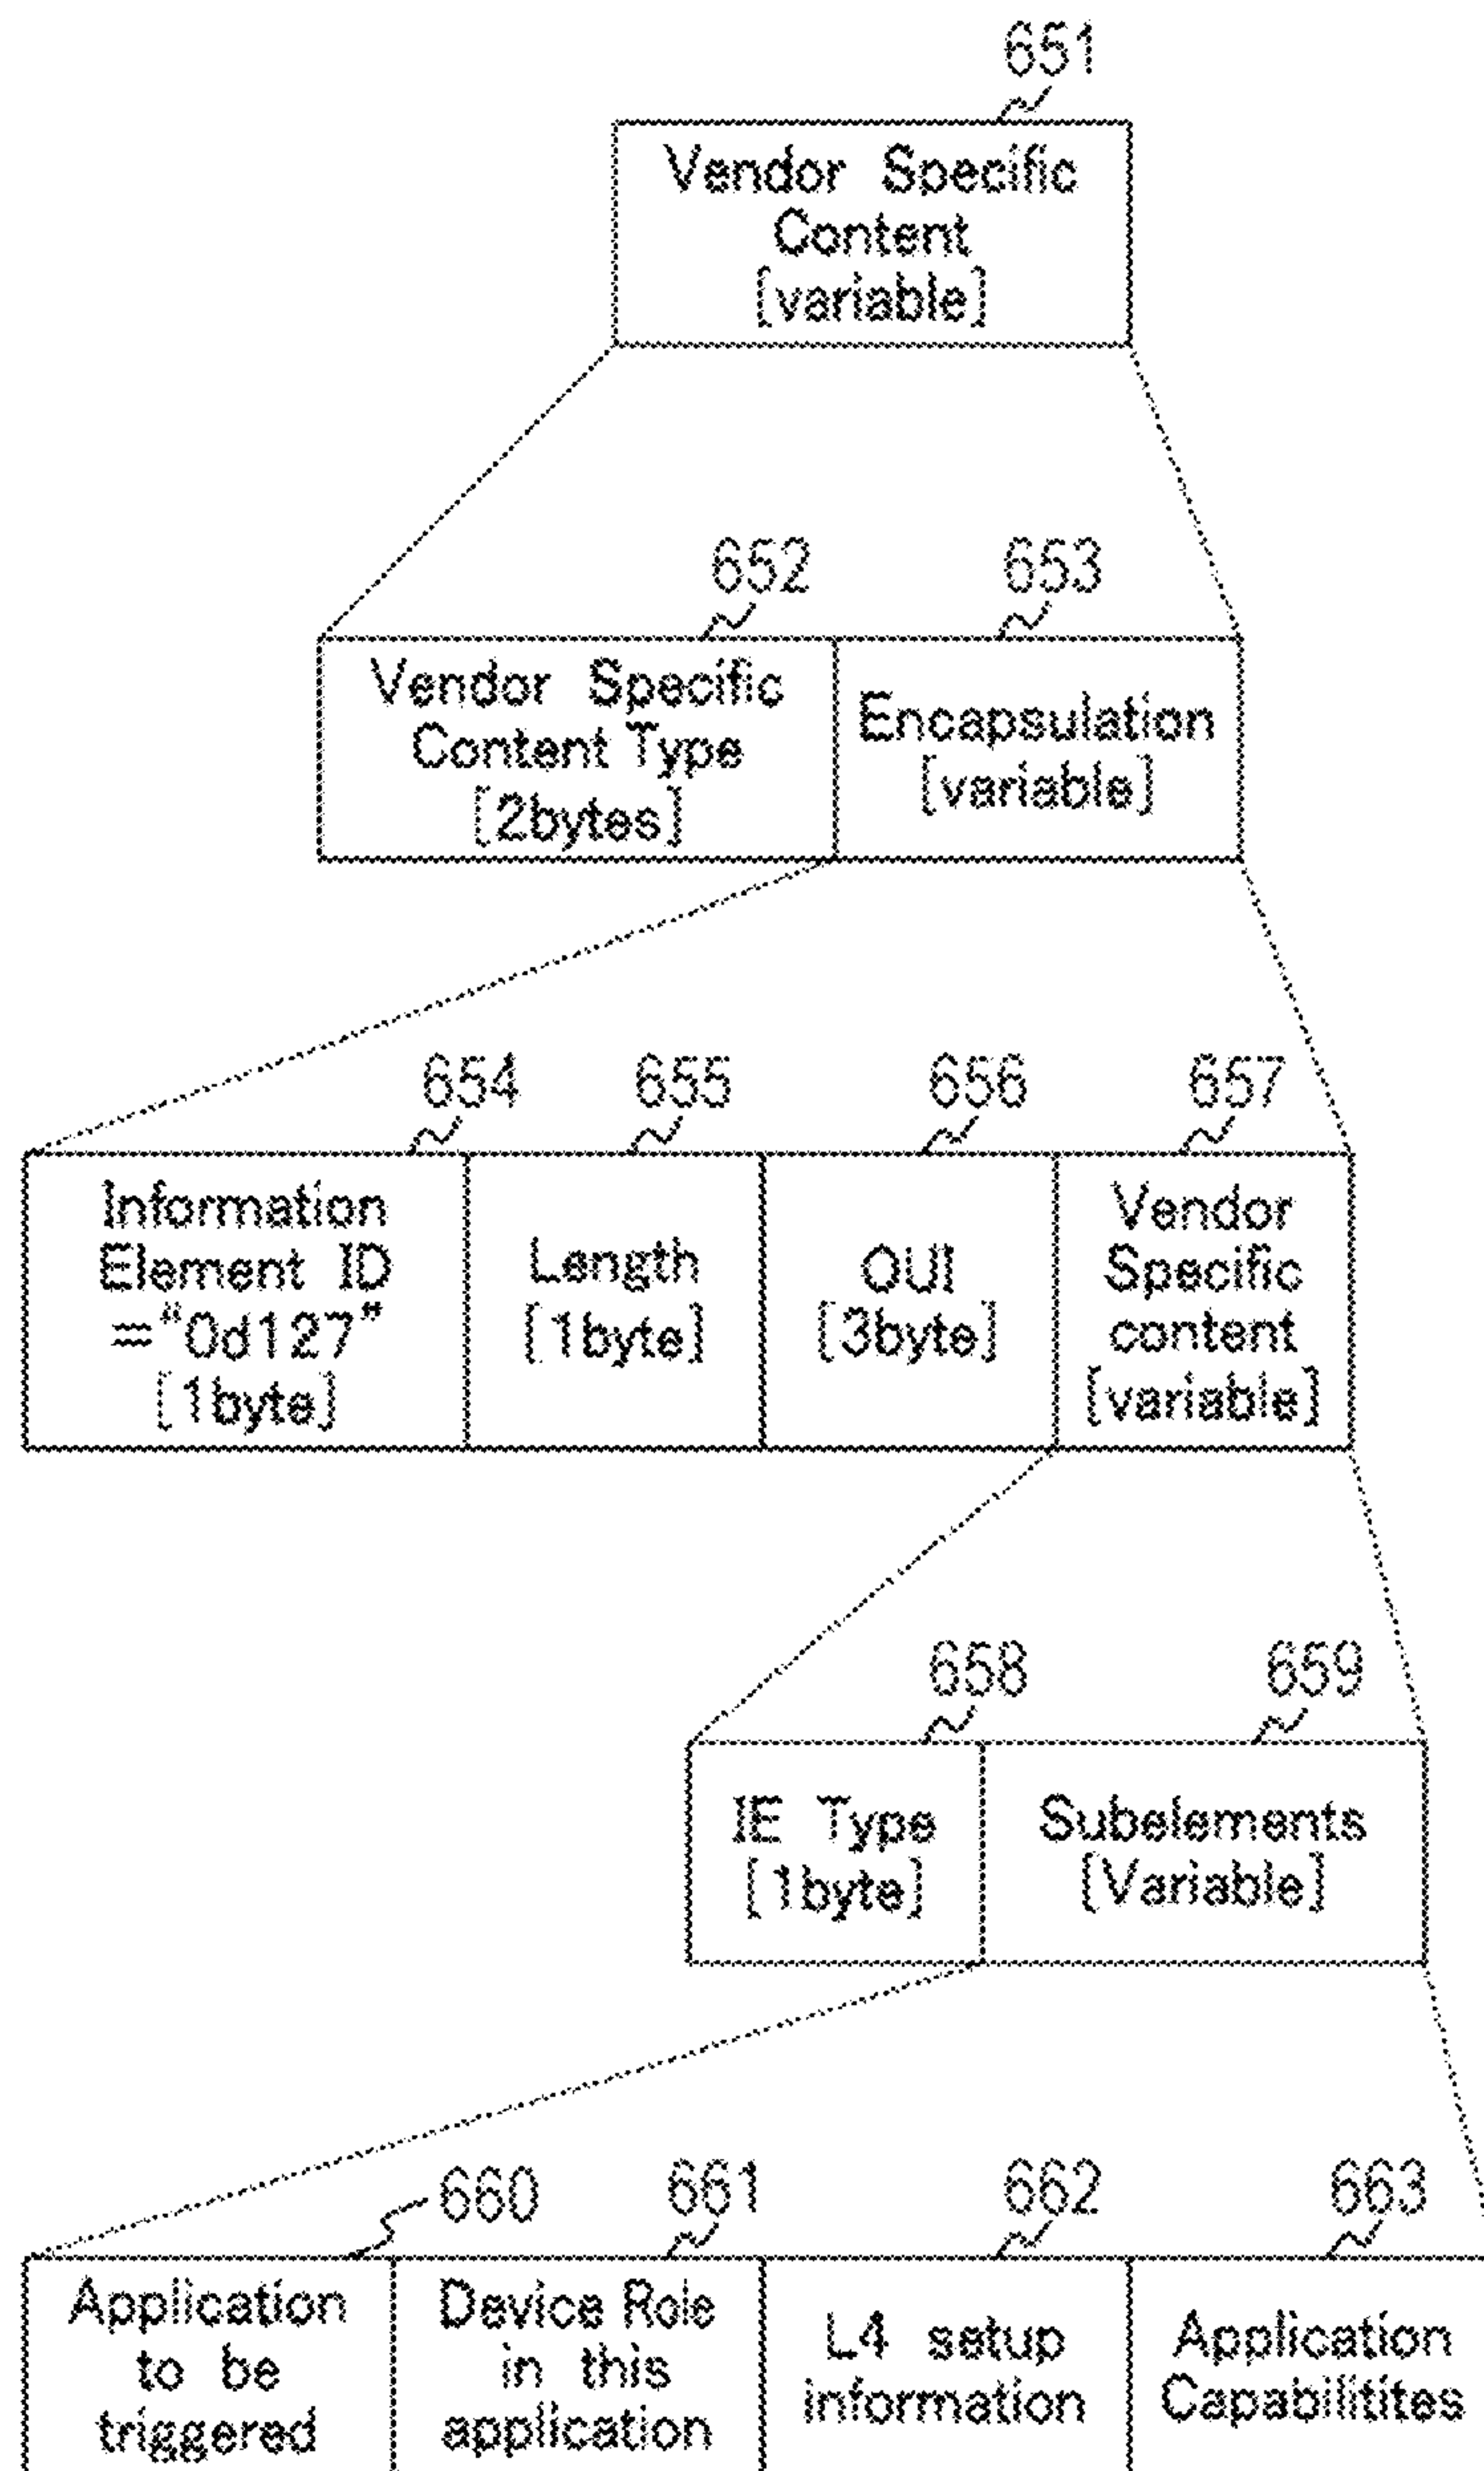 651
Vendor Specific
Content
[variable]
652 653
Vendor Specific
Content Type
[2bytes]
Encapsulation
[variable]
654 655 656 657
Information
Element ID
="0d127"
[1byte]
Length
[1byte]
OUI
[3byte]
Vendor
Specific
content
[variable]
658 659
IE Type
[1byte]
Subelements
[Variable]
660 661 662 663
Application
to be
triggered
Device Role
in this
application
L4 setup
information
Application
Capabilitites